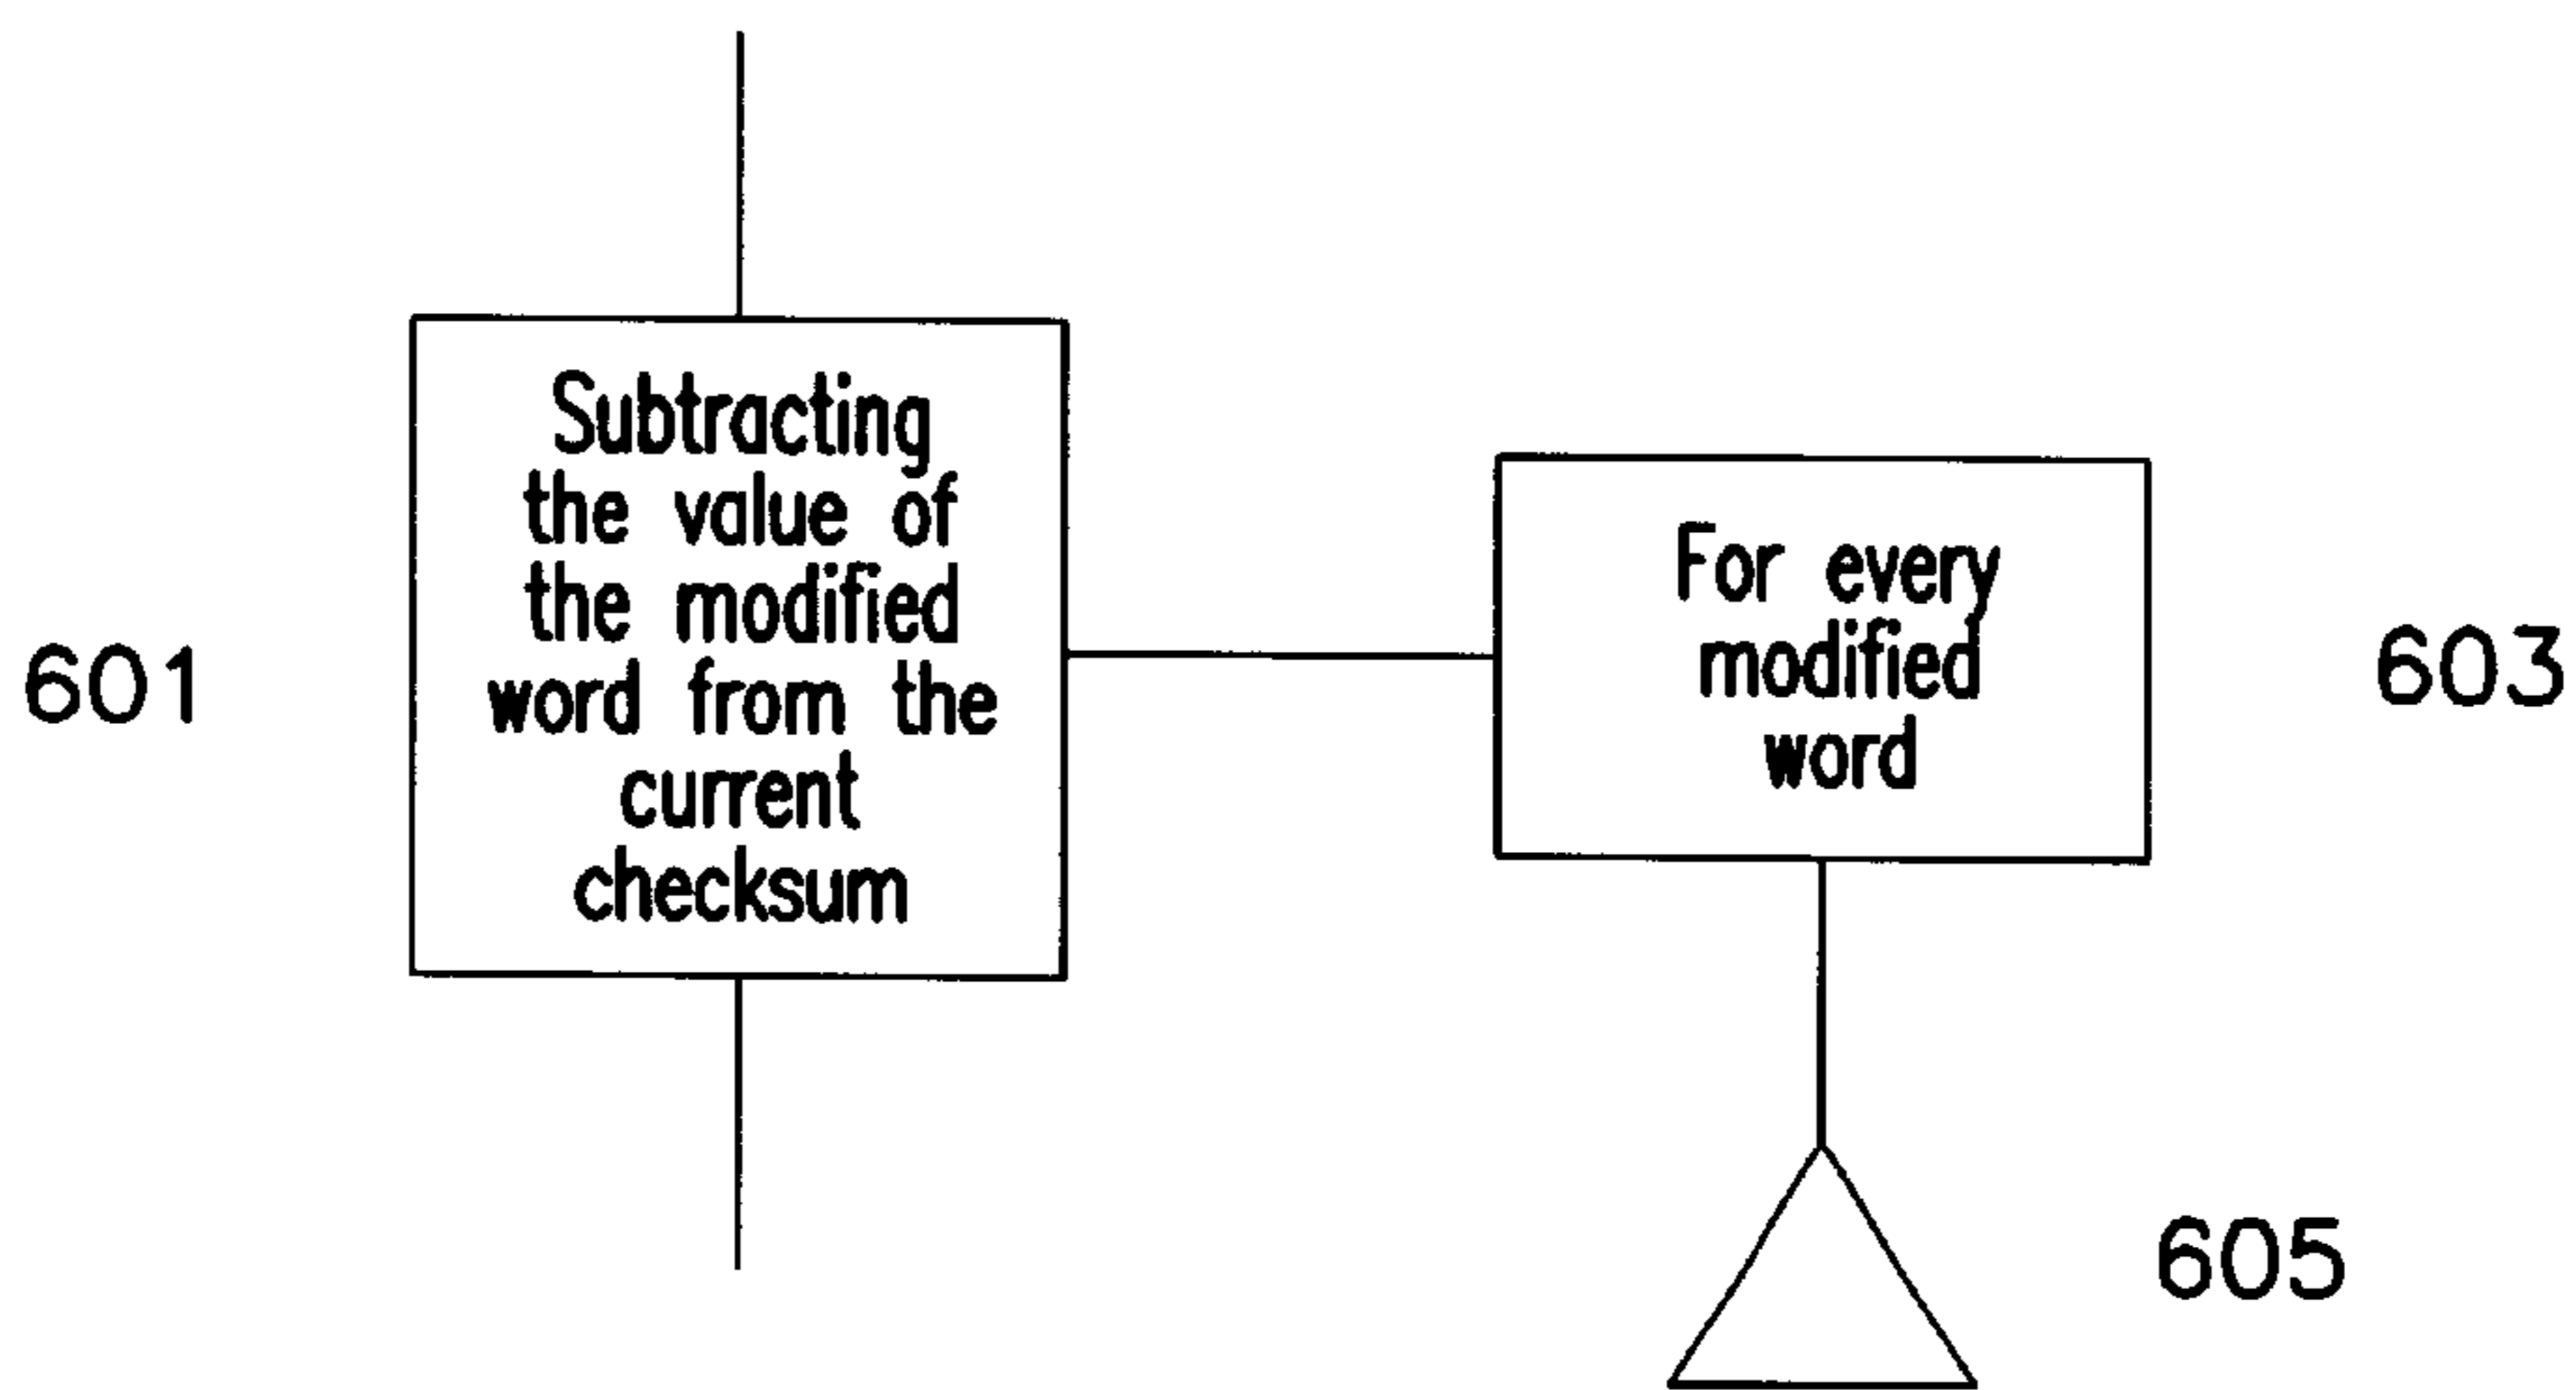 601
Subtracting
the value of
the modified
word from the
current
checksum
For every
modified
word
603
605